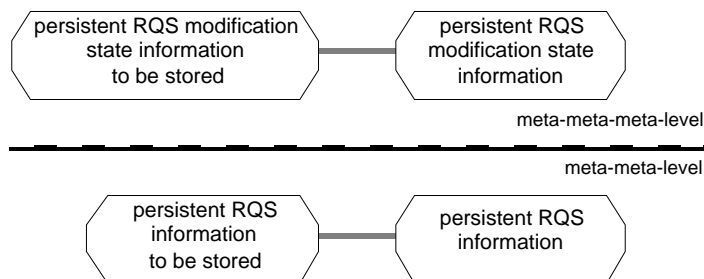 persistent RQS modification
state information
to be stored
persistent RQS
modification state
information
meta-meta-meta-level
meta-meta-level
persistent RQS
information
to be stored
persistent RQS
information